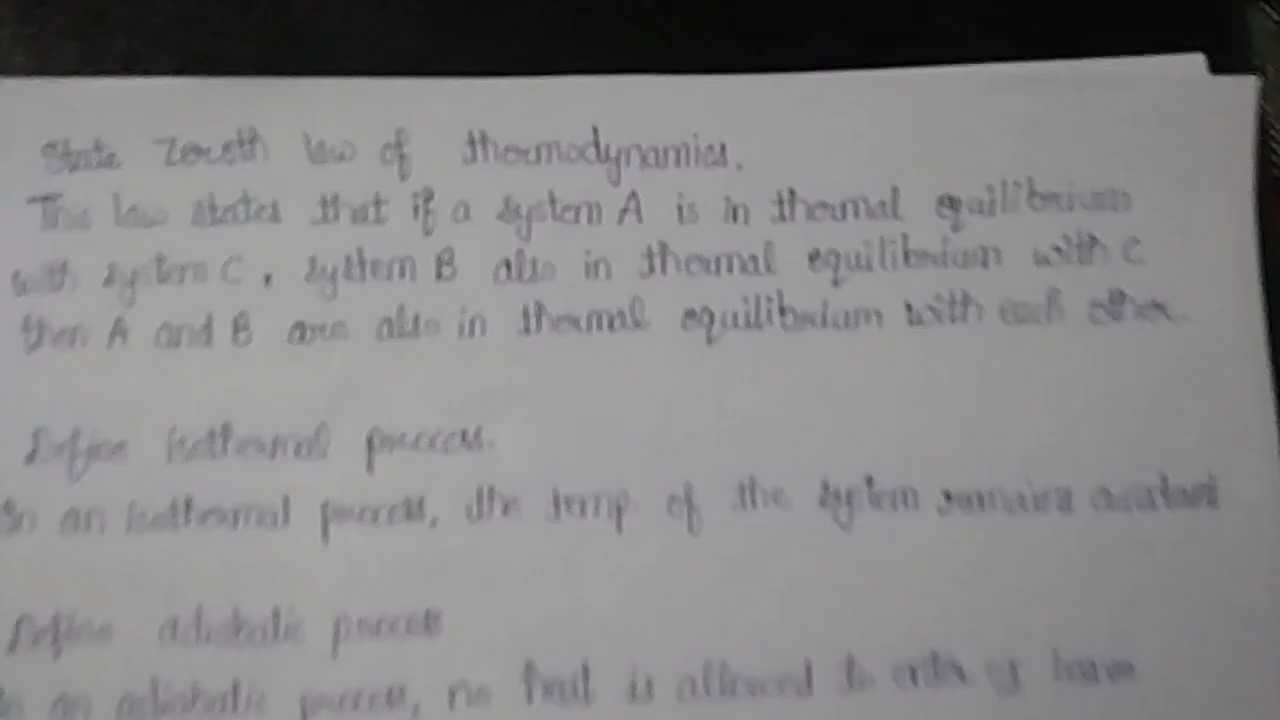 State Zeroth law of thermodynamics.
This law states that if a system A is in thermal equilibrium
with system C, system B also in thermal equilibrium with C
then A and B are also in thermal equilibrium with each other.
Define isothermal process.
In an isothermal process, the temp of the system remains constant
Define adiabatic process
In an adiabatic process, no heat is allowed to enter or leave